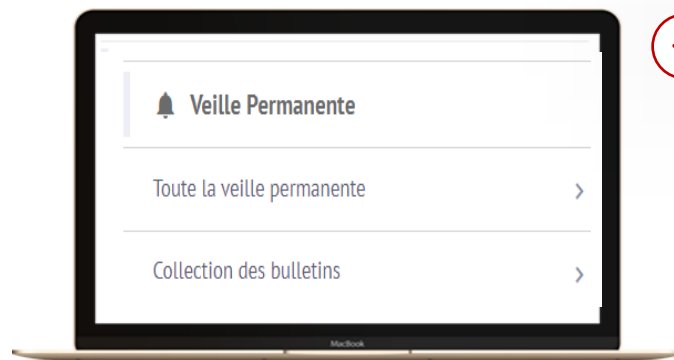 Veille Permanente
Toute la veille permanente
Collection des bulletins
MacBook